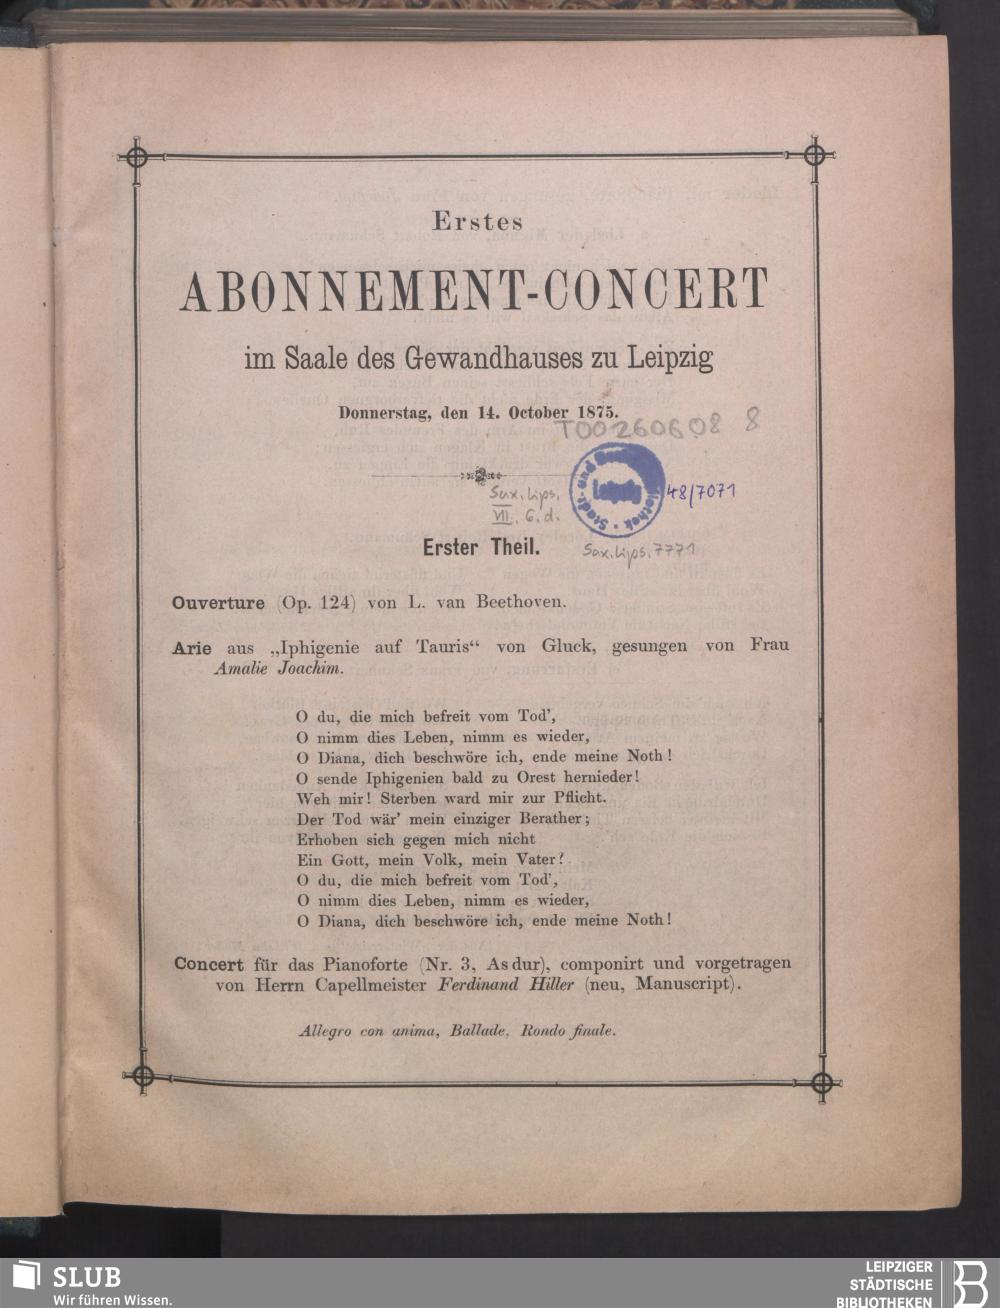 Erstes
ABONNEMENT-CONCERT
im Saale des Gewandhauses zu Leipzig
Donnerstag, den 14. October 1875.
T00260608 8
Sax. Lips.
VII. G. d.
Stadt- und
Leipzig
48/7071
Erster Theil.
Sax. Lips. 7771
Ouverture (Op. 124) von L. van Beethoven.
Arie aus „Iphigenie auf Tauris“ von Gluck, gesungen von Frau
Amalie Joachim.
O du, die mich befreit vom Tod’,
O nimm dies Leben, nimm es wieder,
O Diana, dich beschwöre ich, ende meine Noth!
O sende Iphigenien bald zu Orest hernieder!
Weh mir! Sterben ward mir zur Pflicht.
Der Tod wär’ mein einziger Berather;
Erhoben sich gegen mich nicht
Ein Gott, mein Volk, mein Vater?
O du, die mich befreit vom Tod’,
O nimm dies Leben, nimm es wieder,
O Diana, dich beschwöre ich, ende meine Noth!
Concert für das Pianoforte (Nr. 3, As dur), componirt und vorgetragen
von Herrn Capellmeister Ferdinand Hiller (neu, Manuscript).
Allegro con anima, Ballade, Rondo finale.
SLUB
Wir führen Wissen.
LEIPZIGER
STÄDTISCHE
BIBLIOTHEKEN